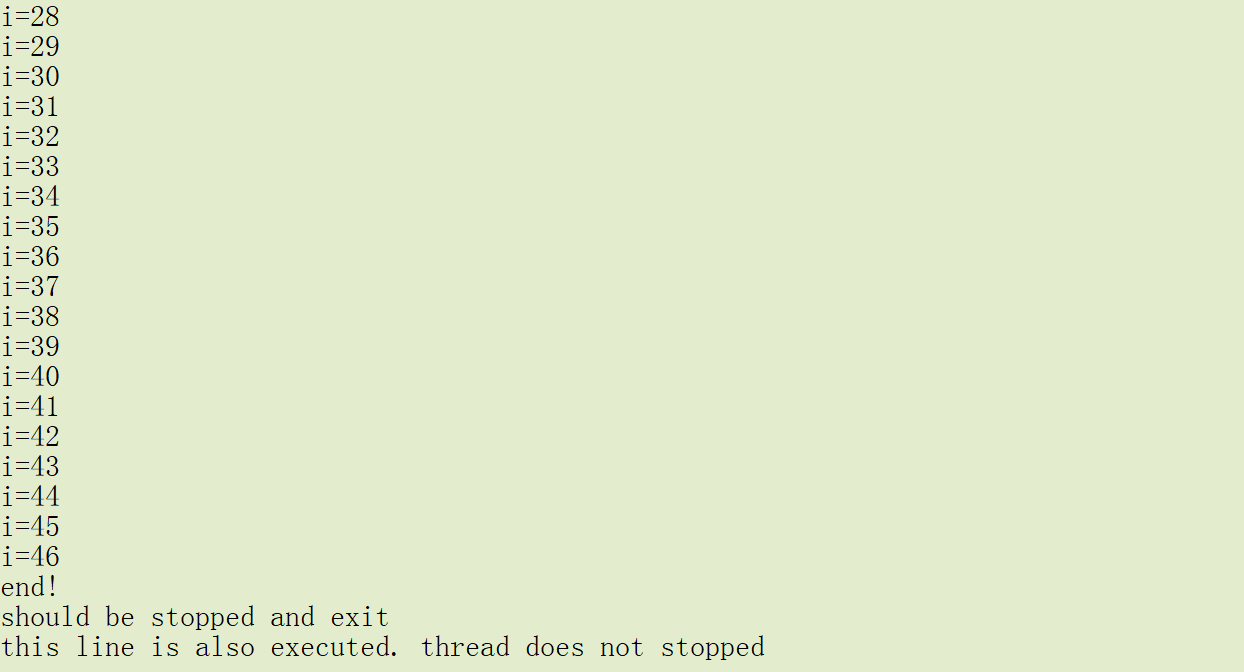 i=28
i=29
i=30
i=31
i=32
i=33
i=34
i=35
i=36
i=37
i=38
i=39
i=40
i=41
i=42
i=43
i=44
i=45
i=46
end!
should be stopped and exit
this line is also executed. thread does not stopped